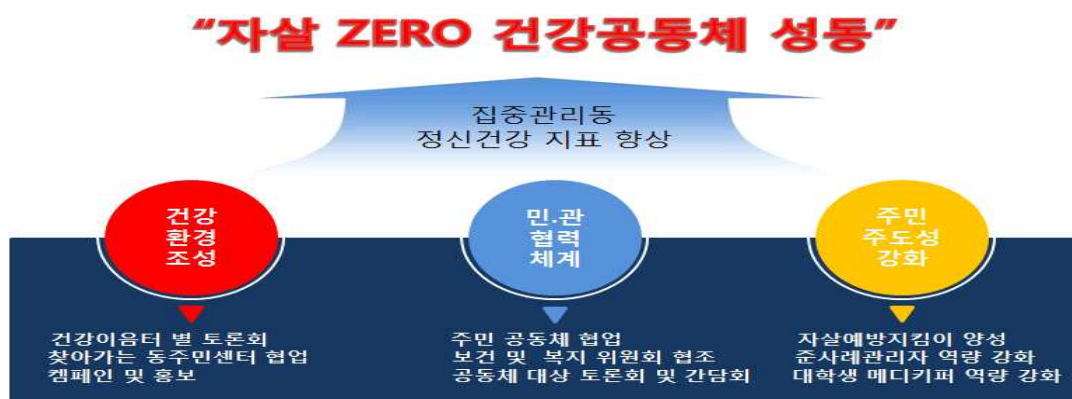 “자살 ZERO 건강공동체 성동”
집중관리동
정신건강 지표 향상
건강
환경
조성
민.관
협력
체계
주민
주도성
강화
건강이음터 별 토론회
찾아가는 동주민센터 협업
캠페인 및 홍보
주민 공동체 협업
보건 및 복지 위원회 협조
공동체 대상 토론회 및 간담회
자살예방지킴이 양성
준사례관리자 역량 강화
대학생 메디키퍼 역량 강화